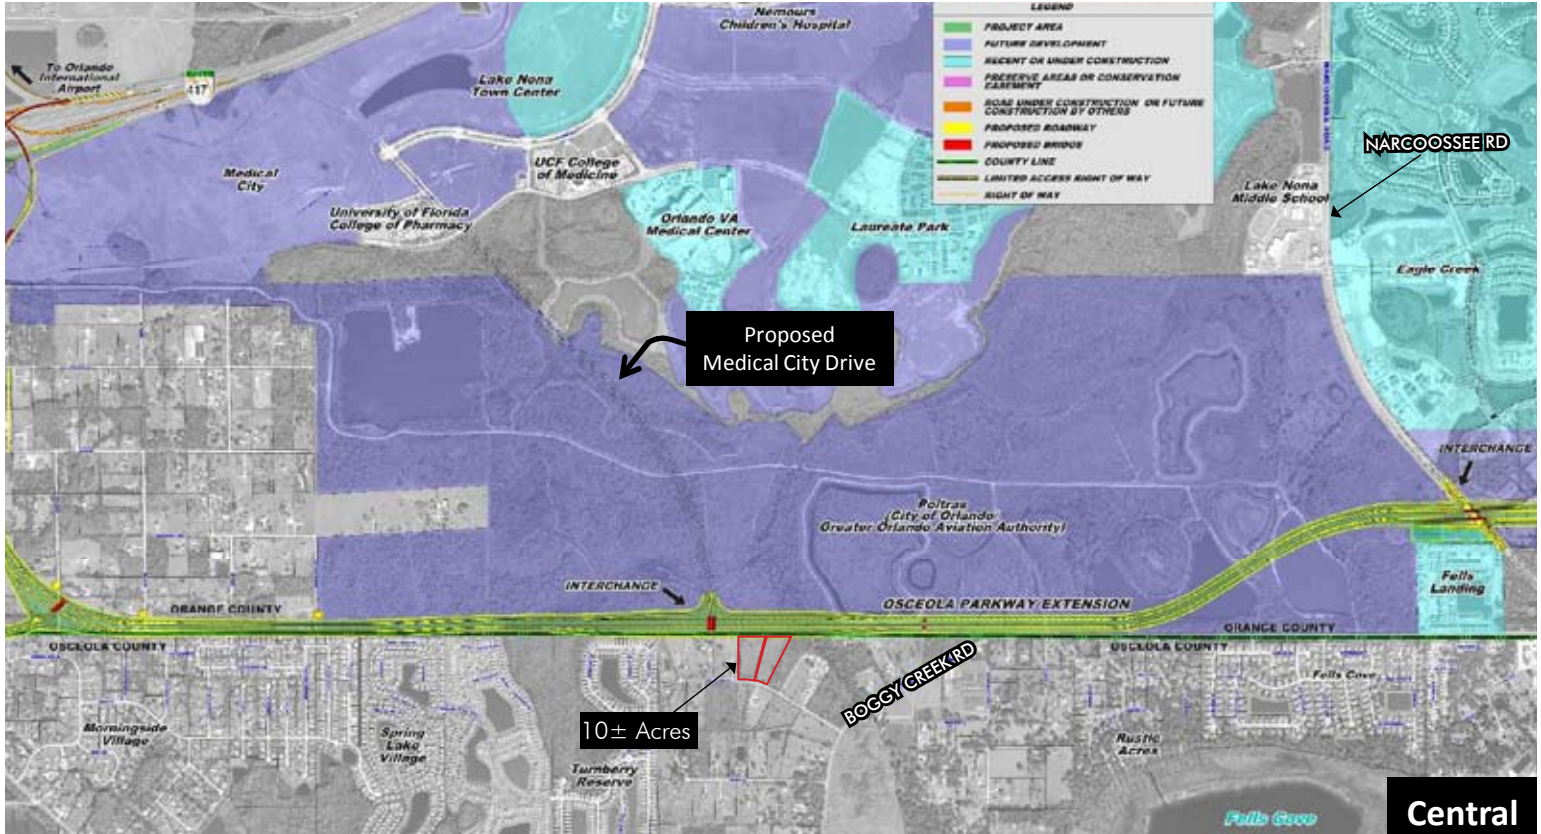 Nemours
Children's Hospital
LEGEND
PROJECT AREA
FUTURE DEVELOPMENT
RECENT OR UNDER CONSTRUCTION
PRESERVE AREAS OR CONSERVATION
EASEMENT
ROAD UNDER CONSTRUCTION OR FUTURE
CONSTRUCTION BY OTHERS
PROPOSED ROADWAY
PROPOSED BRIDGE
COUNTY LINE
LIMITED ACCESS RIGHT OF WAY
RIGHT OF WAY
To Orlando
International
Airport
417
Lake Nona
Town Center
NARCOOSSEE RD
UCF College
of Medicine
Medical
City
Lake Nona
Middle School
University of Florida
College of Pharmacy
Orlando VA
Medical Center
Laureate Park
Eagle Creek
Proposed
Medical City Drive
INTERCHANGE
Poitras
(City of Orlando
Greater Orlando Aviation Authority)
INTERCHANGE
Fells
Landing
ORANGE COUNTY
OSCEOLA PARKWAY EXTENSION
ORANGE COUNTY
OSCEOLA COUNTY
OSCEOLA COUNTY
BOGGY CREEK RD
Fells Cove
10± Acres
Morningside
Village
Spring
Lake
Village
Rustic
Acres
Turnberry
Reserve
Fells Cove
Central